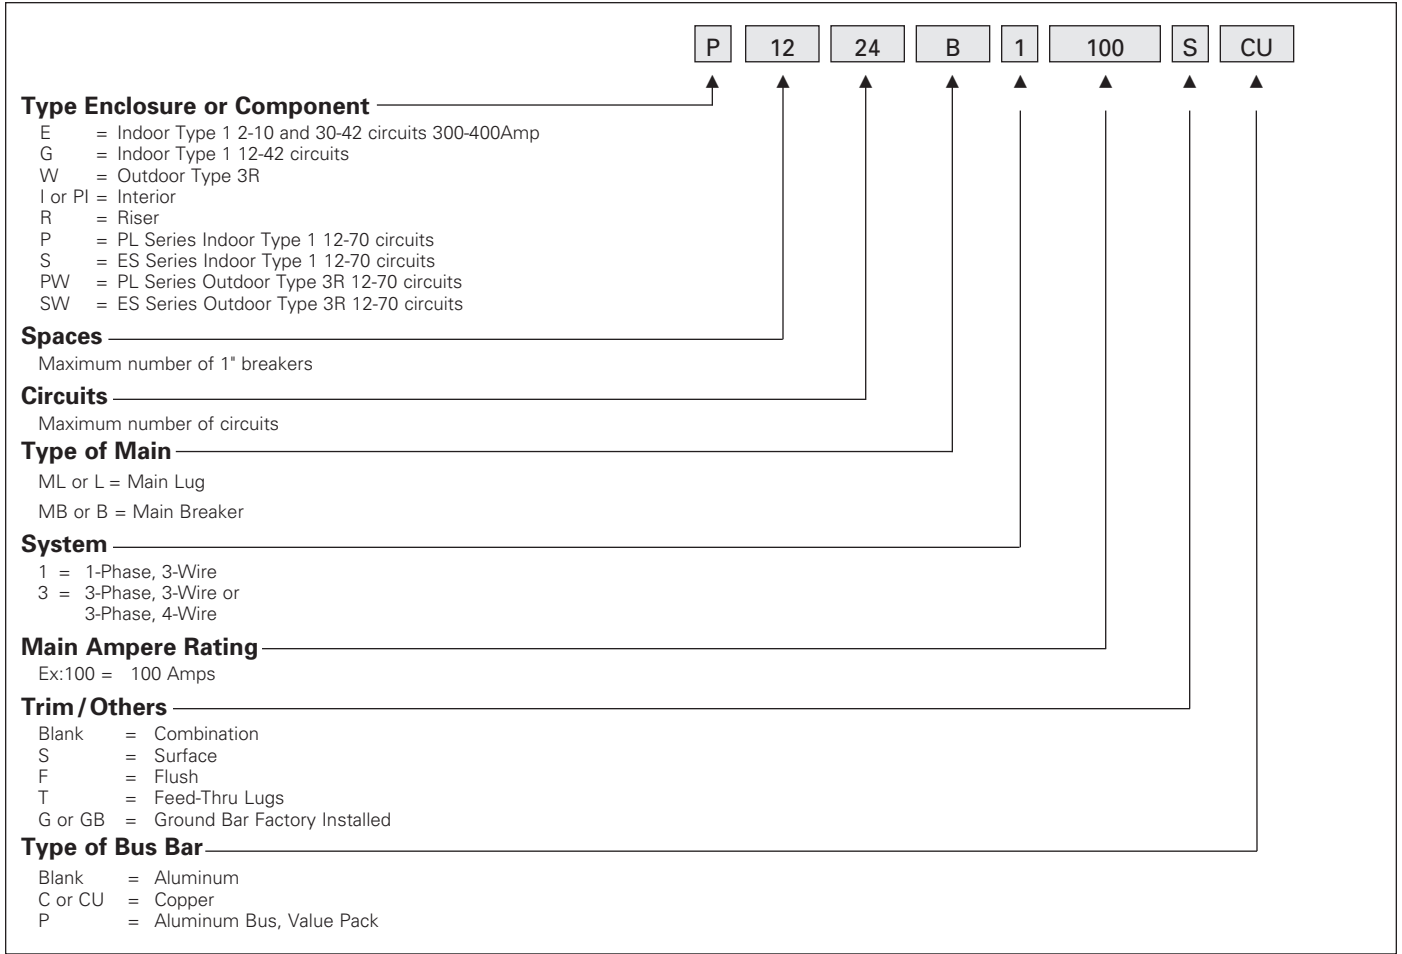 P 12 24 B 1 100 S CU
Type Enclosure or Component
E = Indoor Type 1 2-10 and 30-42 circuits 300-400Amp
G = Indoor Type 1 12-42 circuits
W = Outdoor Type 3R
I or PI = Interior
R = Riser
P = PL Series Indoor Type 1 12-70 circuits
S = ES Series Indoor Type 1 12-70 circuits
PW = PL Series Outdoor Type 3R 12-70 circuits
SW = ES Series Outdoor Type 3R 12-70 circuits
Spaces
Maximum number of 1" breakers
Circuits
Maximum number of circuits
Type of Main
ML or L = Main Lug
MB or B = Main Breaker
System
1 = 1-Phase, 3-Wire
3 = 3-Phase, 3-Wire or
3-Phase, 4-Wire
Main Ampere Rating
Ex:100 = 100 Amps
Trim/Others
Blank = Combination
S = Surface
F = Flush
T = Feed-Thru Lugs
G or GB = Ground Bar Factory Installed
Type of Bus Bar
Blank = Aluminum
C or CU = Copper
P = Aluminum Bus, Value Pack